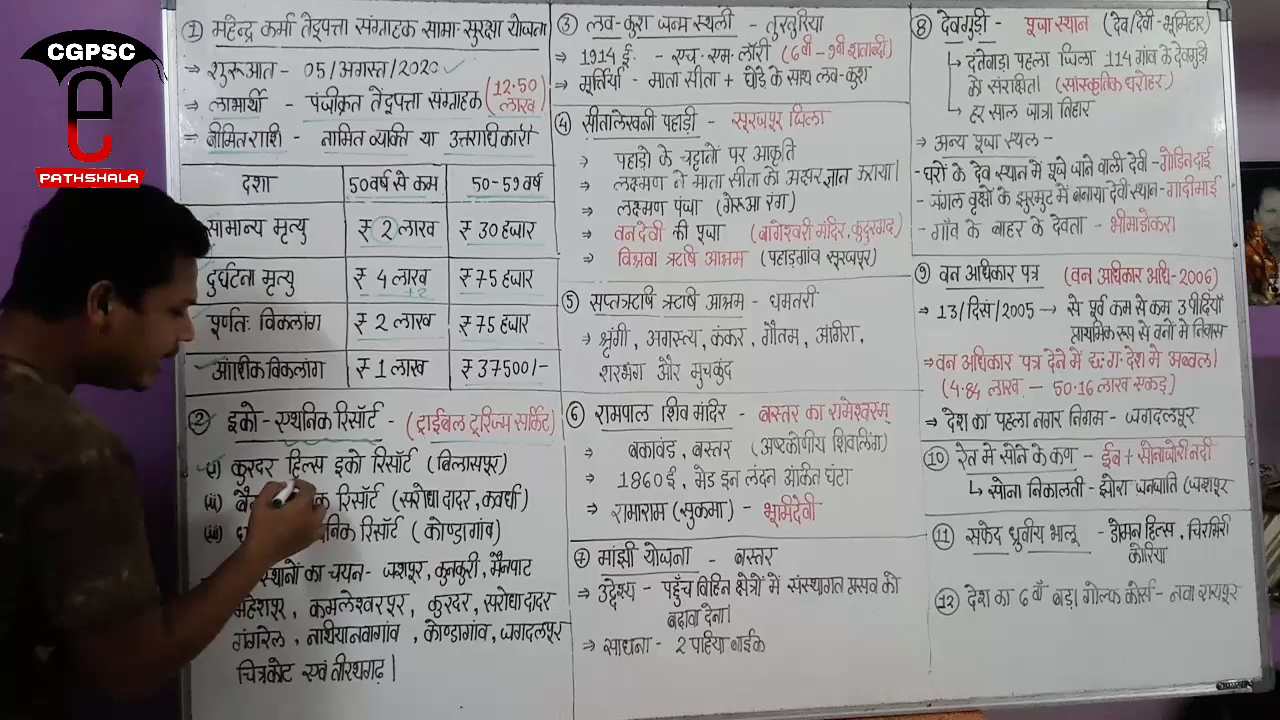 CGPSC
PATHSHALA
① महेन्द्र कर्मा तेंदूपत्ता संग्राहक सामा. सुरक्षा योजना
⇒ शुरूआत - 05/अगस्त/2020
⇒ लाभार्थी - पंजीकृत तेंदूपत्ता संग्राहक (12.50 लाख)
⇒ बीमित राशि - नामित व्यक्ति या उत्तराधिकारी
दशा 50 वर्ष से कम 50-59 वर्ष
सामान्य मृत्यु ₹ 2 लाख ₹ 30 हजार
दुर्घटना मृत्यु ₹ 4 लाख ₹ 75 हजार
+2
पूर्णतः विकलांग ₹ 2 लाख ₹ 75 हजार
आंशिक विकलांग ₹ 1 लाख ₹ 37500/-
② इको-एथनिक रिसॉर्ट - (ट्राईबल टूरिज्म सर्किट)
(i) कुरदर हिल्स इको रिसॉर्ट (बिलासपुर)
(ii) रिसॉर्ट (सरोधा दादर, कवर्धा)
(iii) रिसॉर्ट (कोण्डागांव)
स्थानों का चयन - जशपूर, कुनकुरी, मैनपाट
महेशपूर, कमलेश्वरपूर, कुरदर, सरोधा दादर
गंगरेल, नाथियानवागांव, कोण्डागांव, जगदलपूर
चित्रकोट एवं तीरथगढ़।
③ लव-कुश जन्म स्थली - तुरतुरिया
⇒ 1914 ई. - एच. एम. लॉरी (6वी - 9वी शताब्दी)
⇒ मूर्तियां - माता सीता + घोड़े के साथ लव-कुश
④ सीतालेखनी पहाड़ी - सूरजपूर जिला
⇒ पहाड़ो के चट्टानों पर आकृति
⇒ लक्ष्मण ने माता सीता को अक्षर ज्ञान कराया।
⇒ लक्ष्मण पंजा (गेरूआ रंग)
⇒ वनदेवी की पूजा (बागेश्वरी मंदिर, कुदुरगढ़)
⇒ विश्रवा ऋषि आश्रम (पहाड़गांव सूरजपूर)
⑤ सप्तऋषि ऋषि आश्रम - धमतरी
⇒ श्रृंगी, अगस्त्य, कंकर, गौतम, अंगिरा,
शरभंग और मुचकुंद
⑥ रामपाल शिव मंदिर - बस्तर का रामेश्वरम्
बकावंड, बस्तर (अष्टकोणीय शिवलिंग)
⇒ 1860 ई, मेड इन लंदन अंकित घंटा
⇒ रामाराम (सुकमा) - भूमिदेवी
⑦ मांझी योजना - बस्तर
⇒ उद्देश्य - पहुँच विहिन क्षेत्रों में संस्थागत प्रसव को
बढ़ावा देना।
⇒ साधना - 2 पहिया बाईक
⑧ देवगुड़ी - पूजा स्थान (देव/देवी - भूमिहार)
↳ दंतेवाड़ा पहला जिला 114 गांव के देवगुड़ी
को संरक्षित। (सांस्कृतिक धरोहर)
↳ हर साल जात्रा तिहार
⇒ अन्य पूजा स्थल -
- घरो के देव स्थान में पूजे जाने वाली देवी - गोडिन दाई
- जंगल वृक्षो के झुरमुट में बनाया देवी स्थान - गादीमाई
- गाँव के बाहर के देवता - भीमाडोकरा
⑨ वन अधिकार पत्र (वन अधिकार अधि-2006)
⇒ 13/दिसं/2005 → से पूर्व कम से कम 3 पीढ़ियाँ
प्राथमिक रूप से वनो में निवास
⇒ वन अधिकार पत्र देने में छ.ग. देश मे अव्वल।
(4.84 लाख - 50.16 लाख एकड़)
⇒ देश का पहला नगर निगम - जगदलपूर
⑩ रेत मे सोने के कण - ईब + सोनाजोरी नदी
↳ सोना निकालती - झोरा जनजाति (जशपूर
⑪ सफेद ध्रुवीय भालू - डोमन हिल्स, चिरमिरी
कोरिया
⑫ देश का 6 वाँ बड़ा गोल्फ कोर्स - नवा रायपूर